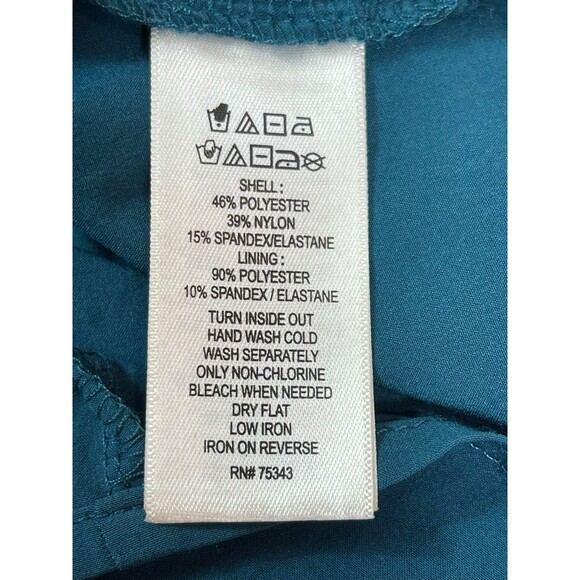 SHELL :
46% POLYESTER
39% NYLON
15% SPANDEX/ELASTANE
LINING :
90% POLYESTER
10% SPANDEX / ELASTANE
TURN INSIDE OUT
HAND WASH COLD
WASH SEPARATELY
ONLY NON-CHLORINE
BLEACH WHEN NEEDED
DRY FLAT
LOW IRON
IRON ON REVERSE
RN# 75343